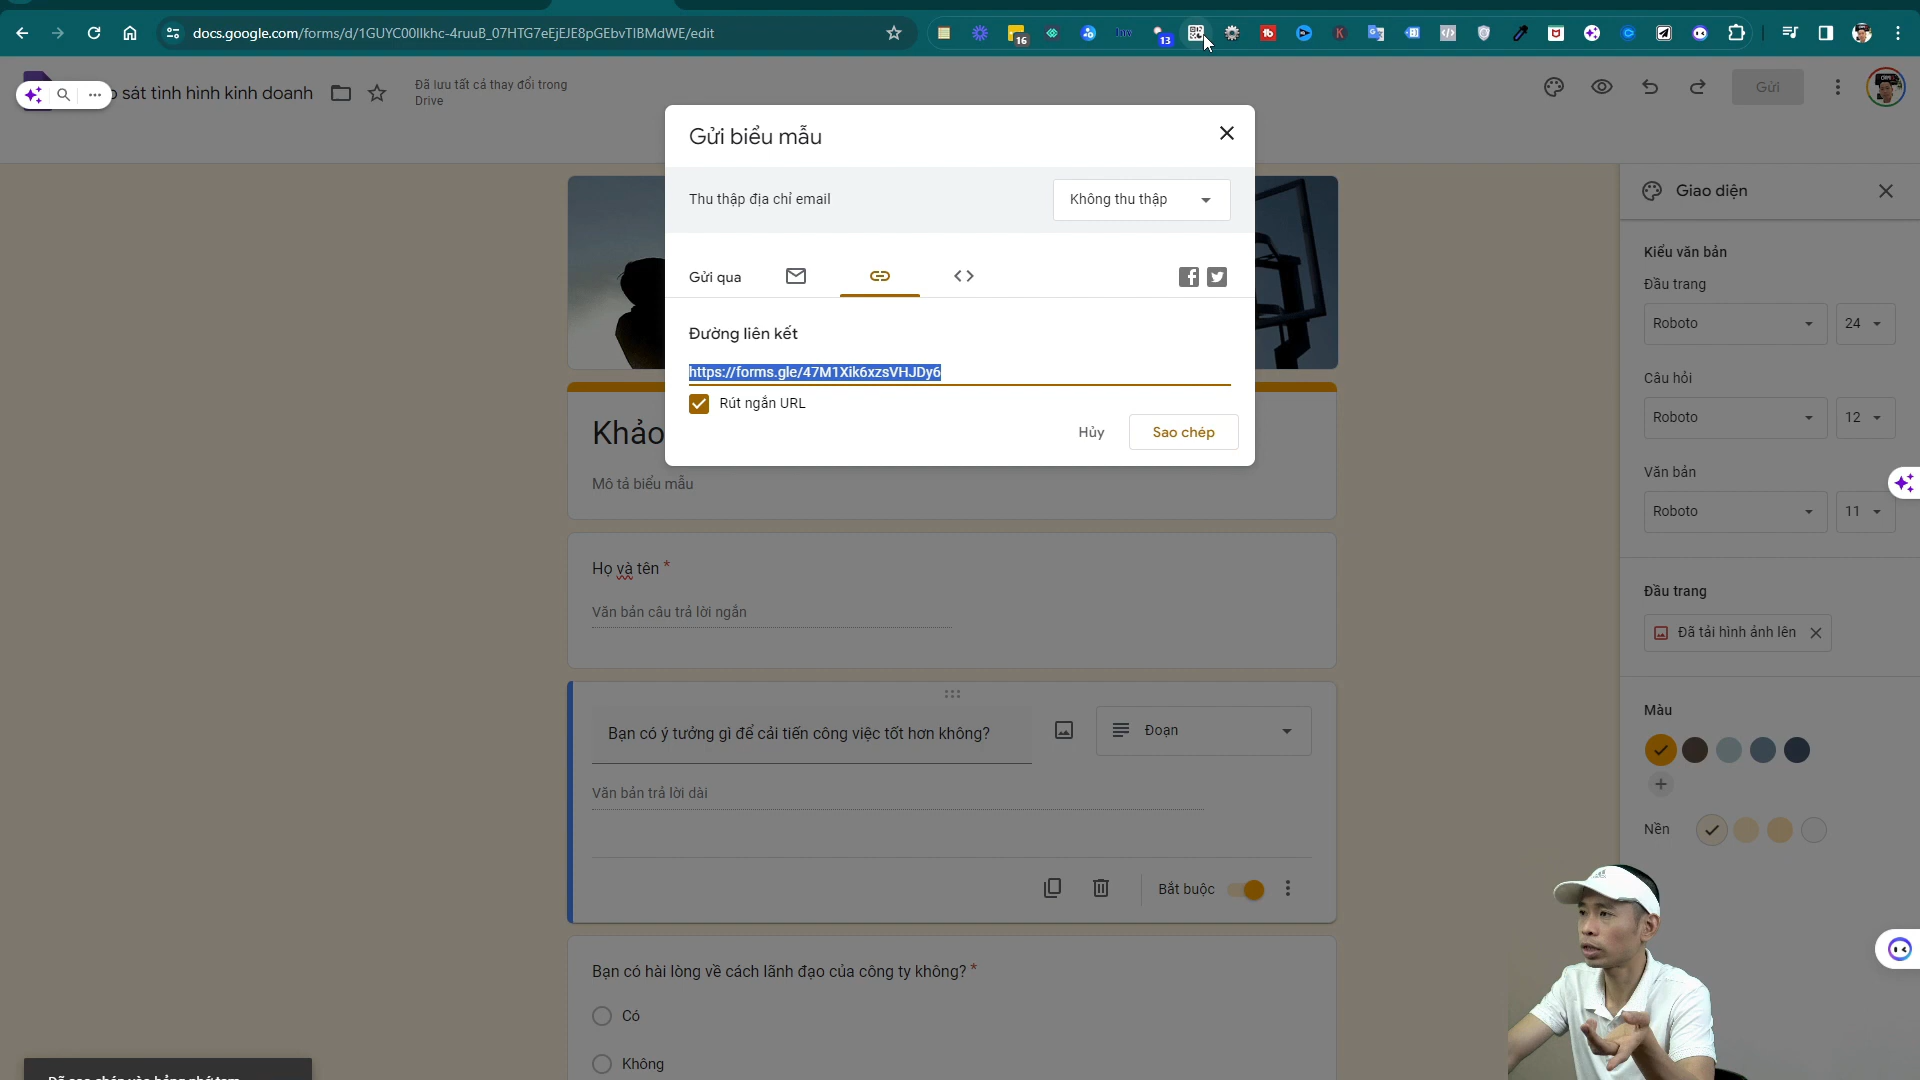 docs.google.com/forms/d/1GUYC00IIkhc-4ruuB_07HTG7eEjEJE8pGEbvTlBMdWE/edit
16
13
sát tình hình kinh doanh
Đã lưu tất cả thay đổi trong
Drive
Gửi
Gửi biểu mẫu
Thu thập địa chỉ email
Không thu thập
Gửi qua
Đường liên kết
https://forms.gle/47M1Xik6xzsVHJDy6
Rút ngắn URL
Hủy
Sao chép
Khảo
Mô tả biểu mẫu
Họ và tên *
Văn bản câu trả lời ngắn
Bạn có ý tưởng gì để cải tiến công việc tốt hơn không?
Đoạn
Văn bản trả lời dài
Bắt buộc
Bạn có hài lòng về cách lãnh đạo của công ty không? *
Có
Không
Giao diện
Kiểu văn bản
Đầu trang
Roboto
24
Câu hỏi
Roboto
12
Văn bản
Roboto
11
Đầu trang
Đã tải hình ảnh lên
Màu
Nền